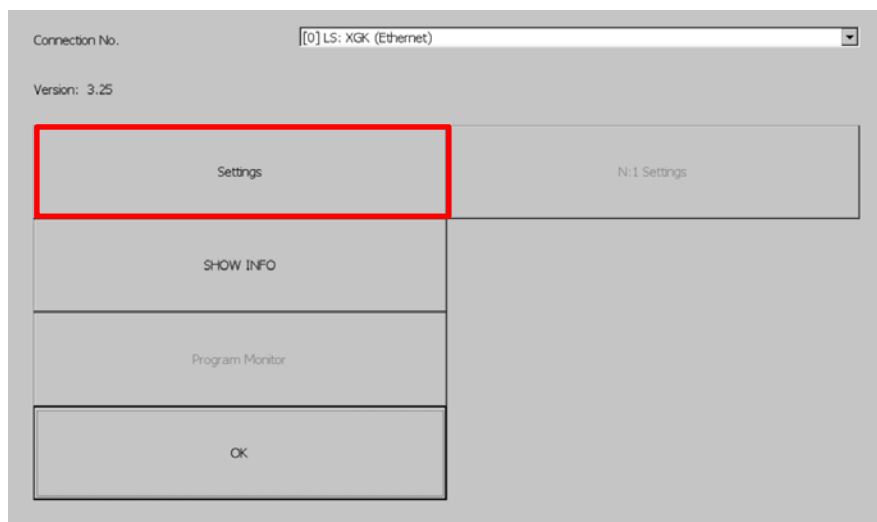 Connection No. [0] LS: XGK (Ethernet)
Version: 3.25
Settings N:1 Settings
SHOW INFO
Program Monitor
OK